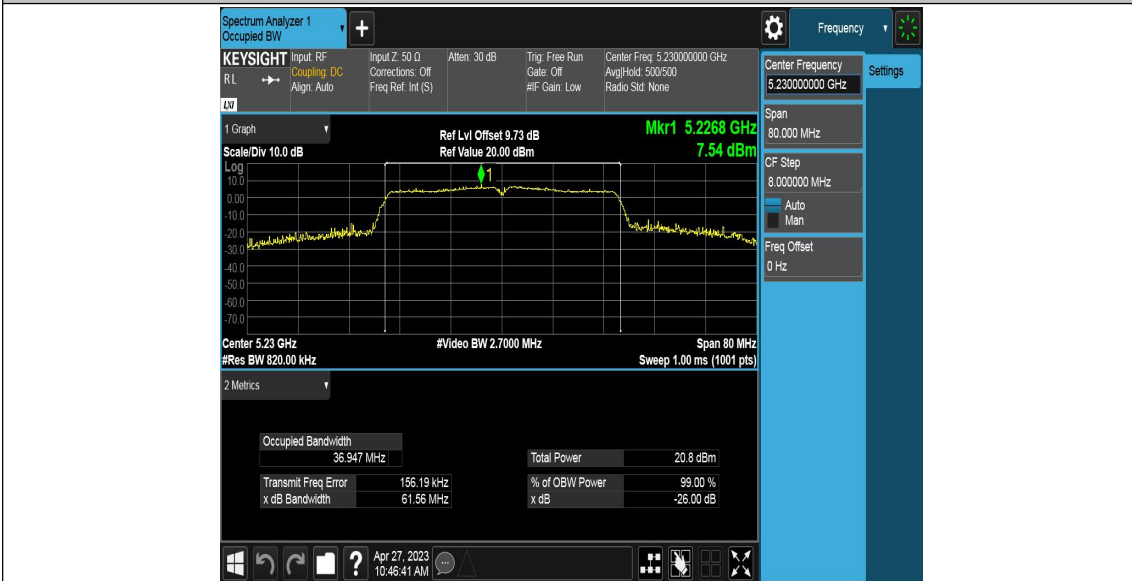 Spectrum Analyzer 1
Occupied BW
+
Frequency
KEYSIGHT
R L
LXI
Input: RF
Coupling: DC
Align: Auto
Input Z: 50 Ω
Corrections: Off
Freq Ref: Int (S)
Atten: 30 dB
Trig: Free Run
Gate: Off
#IF Gain: Low
Center Freq: 5.230000000 GHz
Avg|Hold: 500/500
Radio Std: None
Center Frequency
5.230000000 GHz
Settings
Span
80.000 MHz
CF Step
8.000000 MHz
Auto
Man
Freq Offset
0 Hz
1 Graph
Scale/Div 10.0 dB
Ref Lvl Offset 9.73 dB
Ref Value 20.00 dBm
Mkr1 5.2268 GHz
7.54 dBm
Log
10.0
0.00
-10.0
-20.0
-30.0
-40.0
-50.0
-60.0
-70.0
1
Center 5.23 GHz
#Res BW 820.00 kHz
#Video BW 2.7000 MHz
Span 80 MHz
Sweep 1.00 ms (1001 pts)
2 Metrics
Occupied Bandwidth
36.947 MHz
Total Power 20.8 dBm
Transmit Freq Error 156.19 kHz
% of OBW Power 99.00 %
x dB Bandwidth 61.56 MHz
x dB -26.00 dB
?
Apr 27, 2023
10:46:41 AM